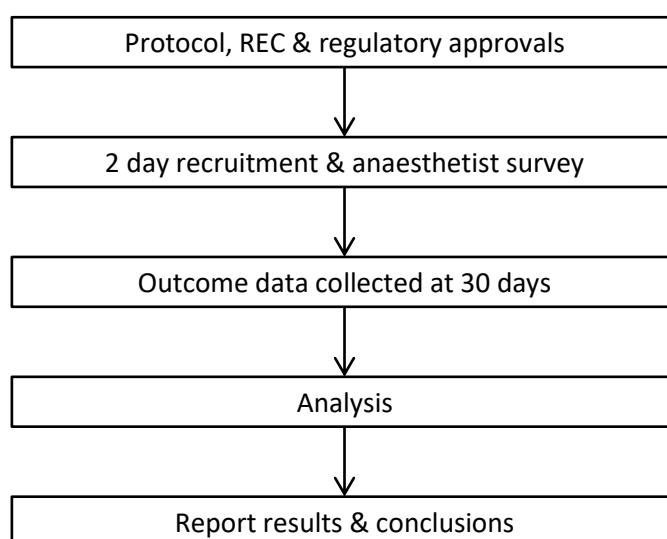 Protocol, REC & regulatory approvals
2 day recruitment & anaesthetist survey
Outcome data collected at 30 days
Analysis
Report results & conclusions